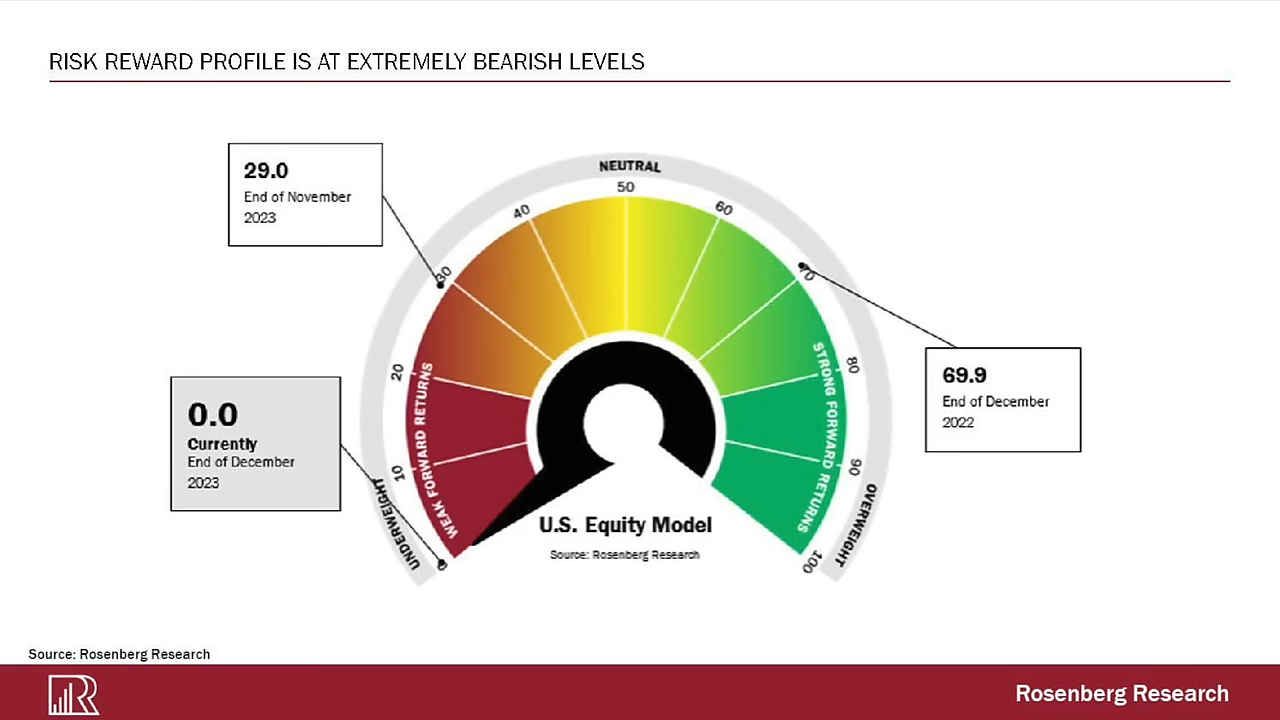 RISK REWARD PROFILE IS AT EXTREMELY BEARISH LEVELS
29.0
End of November
2023
NEUTRAL
50
40
60
30
70
20
80
10
90
0
100
WEAK FORWARD RETURNS
STRONG FORWARD RETURNS
UNDERWEIGHT
OVERWEIGHT
69.9
End of December
2022
0.0
Currently
End of December
2023
U.S. Equity Model
Source: Rosenberg Research
Source: Rosenberg Research
R
Rosenberg Research